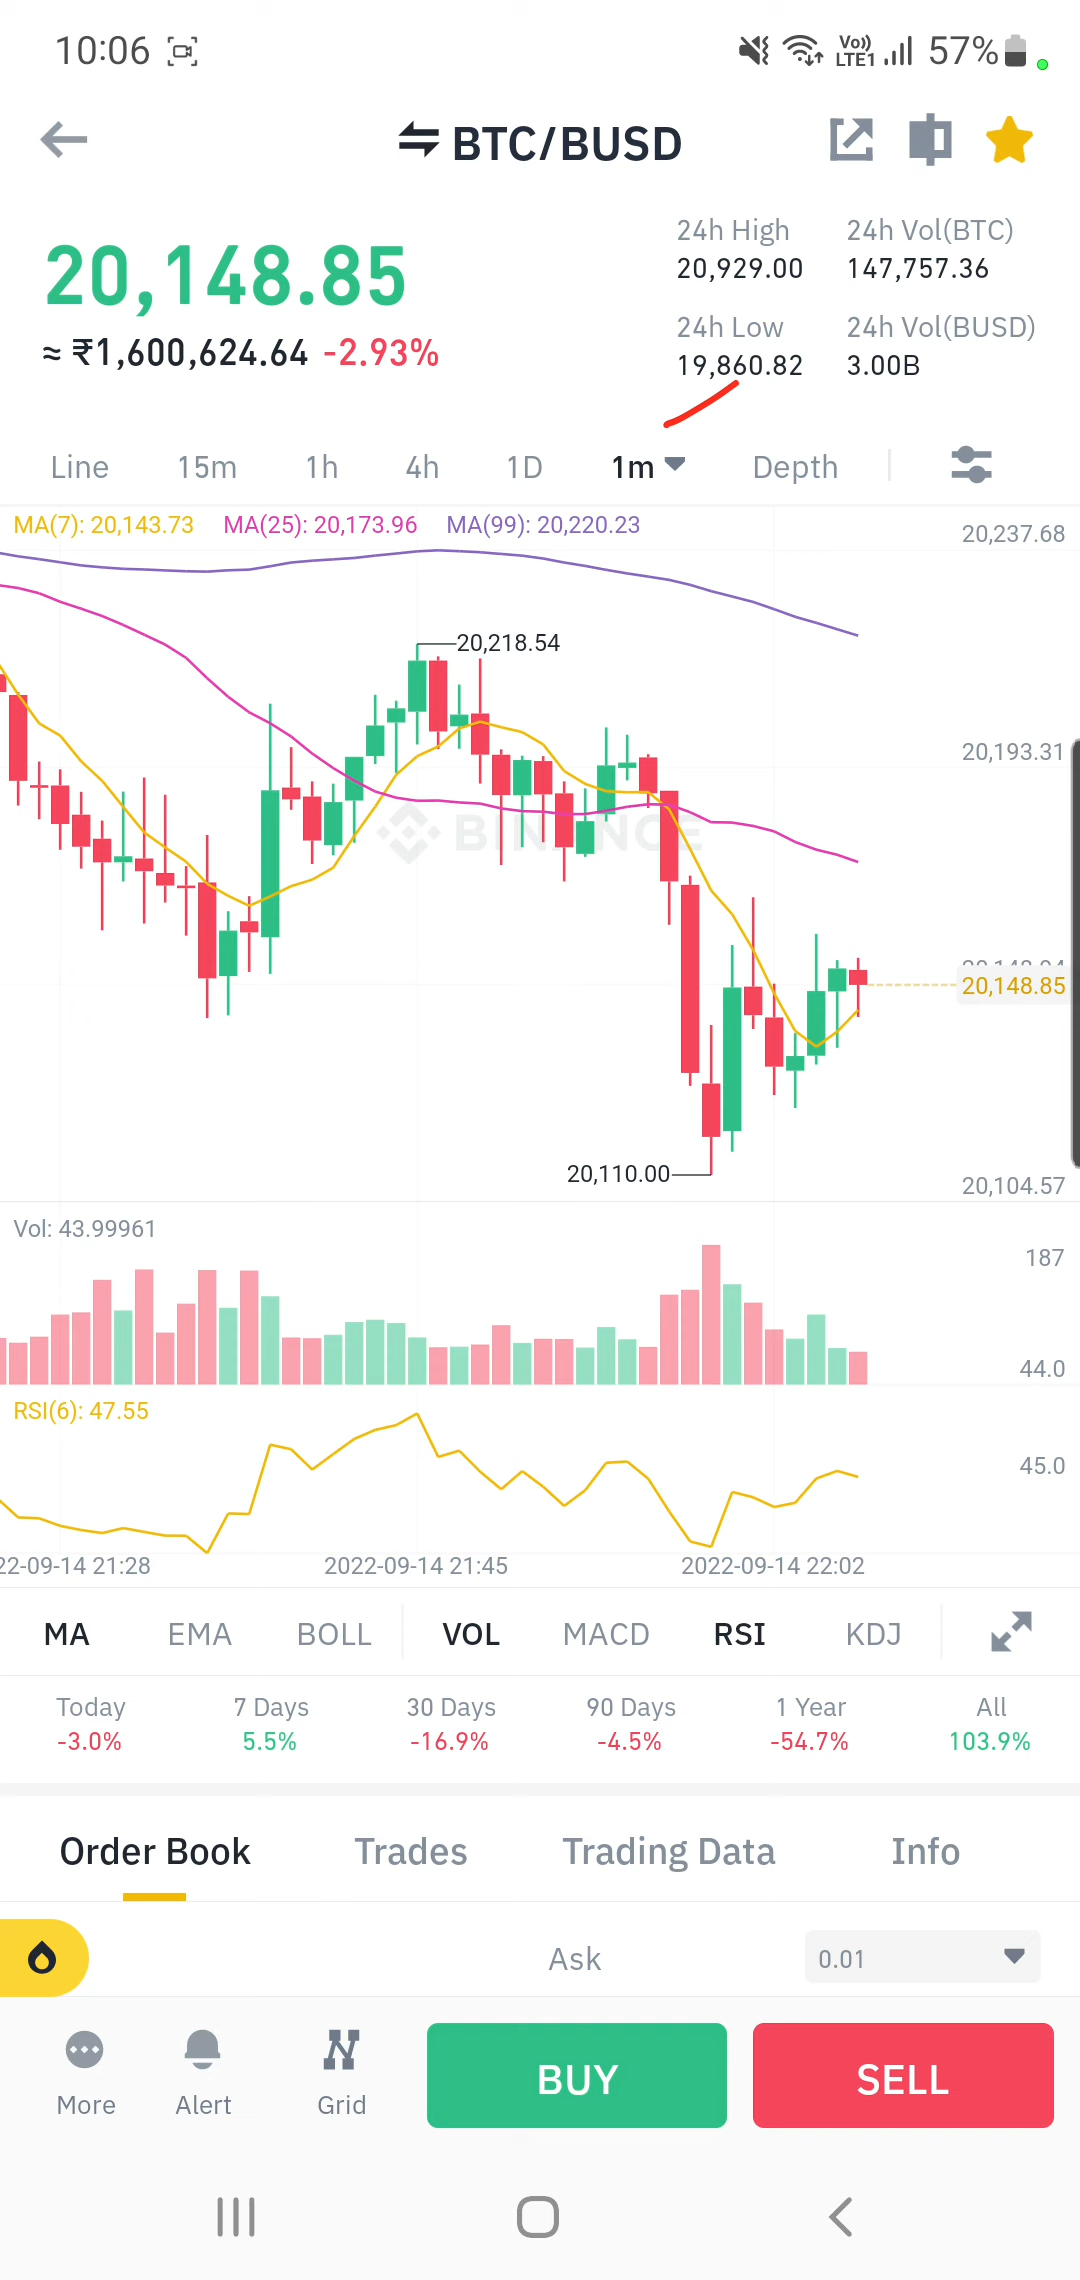 10:06 Vo)) LTE1 57%
BTC/BUSD
24h High 24h Vol(BTC)
20,929.00 147,757.36
20,148.85
24h Low 24h Vol(BUSD)
≈ ₹1,600,624.64 -2.93%
19,860.82 3.00B
Line 15m 1h 4h 1D 1m Depth
MA(7): 20,143.73 MA(25): 20,173.96 MA(99): 20,220.23
20,237.68
20,218.54
20,193.31
BINANCE
20,148.85
20,110.00
20,104.57
Vol: 43.99961
187
44.0
RSI(6): 47.55
45.0
22-09-14 21:28 2022-09-14 21:45 2022-09-14 22:02
MA EMA BOLL VOL MACD RSI KDJ
Today 7 Days 30 Days 90 Days 1 Year All
-3.0% 5.5% -16.9% -4.5% -54.7% 103.9%
Order Book Trades Trading Data Info
Ask 0.01
More Alert Grid BUY SELL